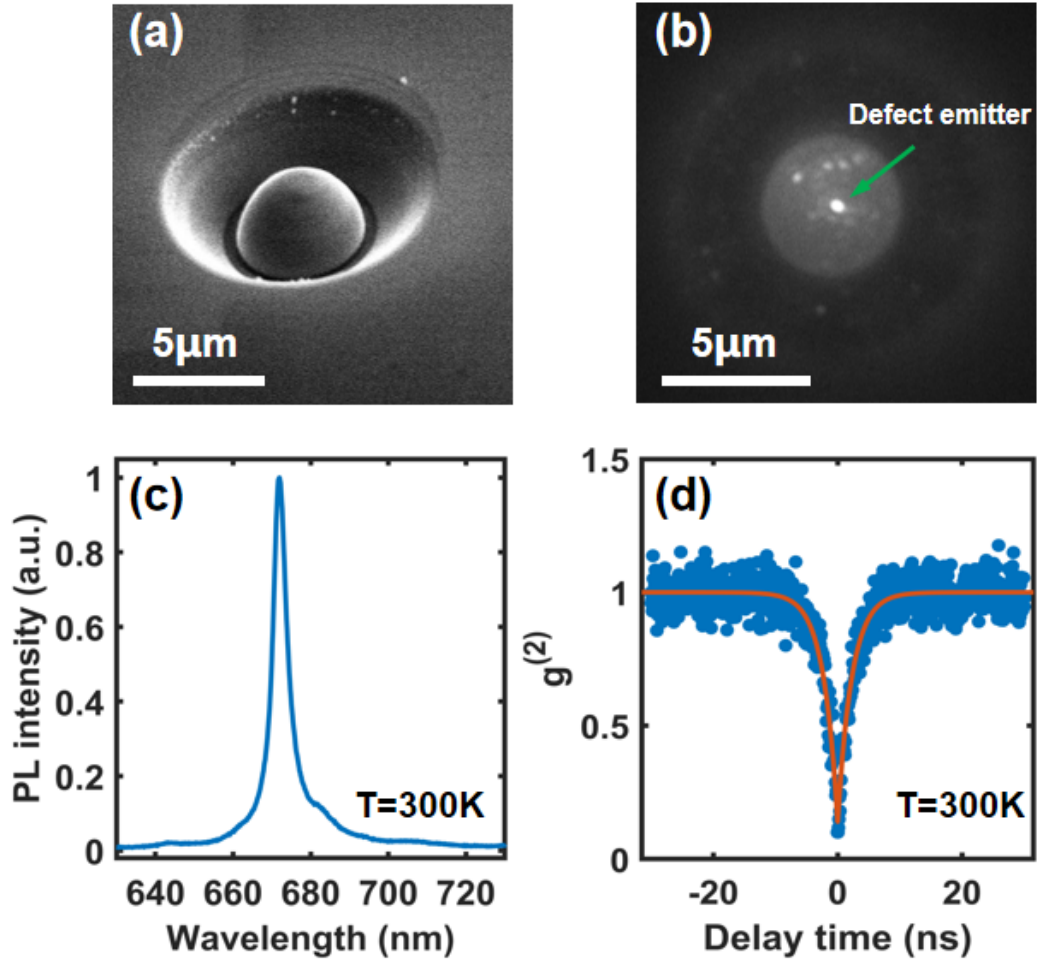 (a)
5μm
(b)
Defect emitter
5μm
(c)
PL intensity (a.u.)
1
0.8
0.6
0.4
0.2
0
T=300K
640 660 680 700 720
Wavelength (nm)
(d)
g(2)
1.5
1
0.5
0
T=300K
-20 0 20
Delay time (ns)